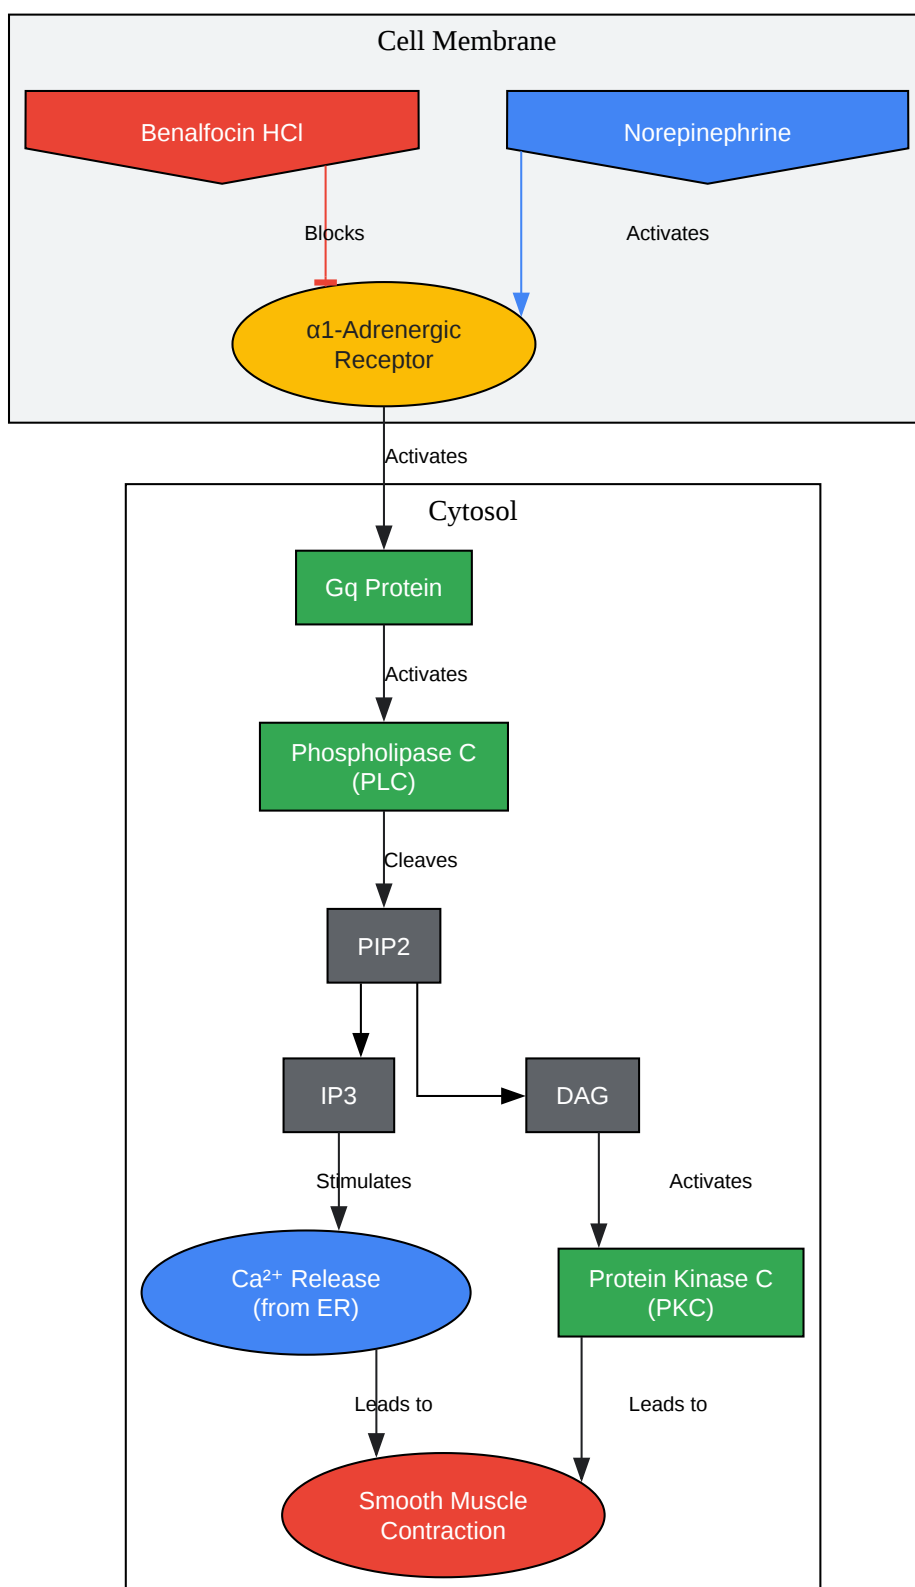 Cell Membrane
Benalfocin HCl
Norepinephrine
Blocks
Activates
α1-Adrenergic
Receptor
Activates
Cytosol
Gq Protein
Activates
Phospholipase C
(PLC)
Cleaves
PIP2
IP3
DAG
Stimulates
Activates
Ca²⁺ Release
(from ER)
Protein Kinase C
(PKC)
Leads to
Leads to
Smooth Muscle
Contraction